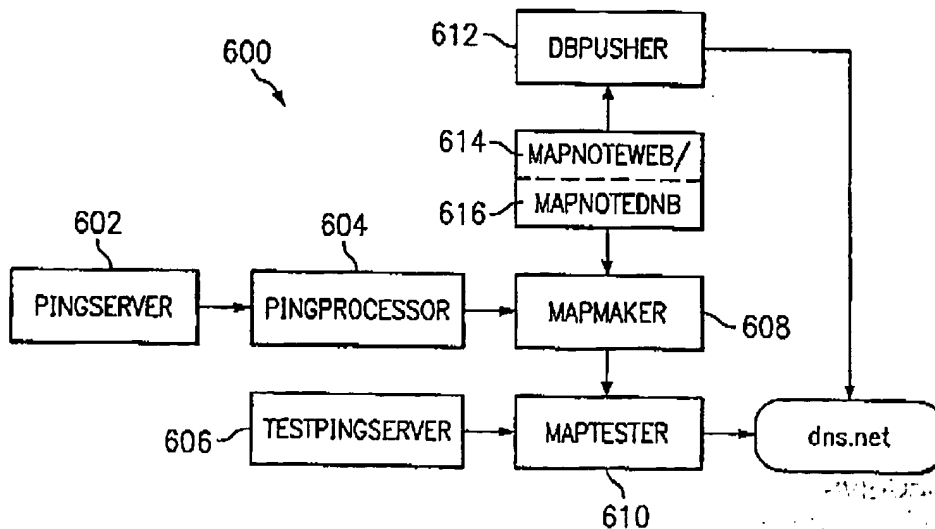 612
DBPUSHER
600
614
MAPNOTEWEB/
616
MAPNOTEDNB
602
604
PINGSERVER
PINGPROCESSOR
MAPMAKER
608
606
TESTPINGSERVER
MAPTESTER
dns.net
610